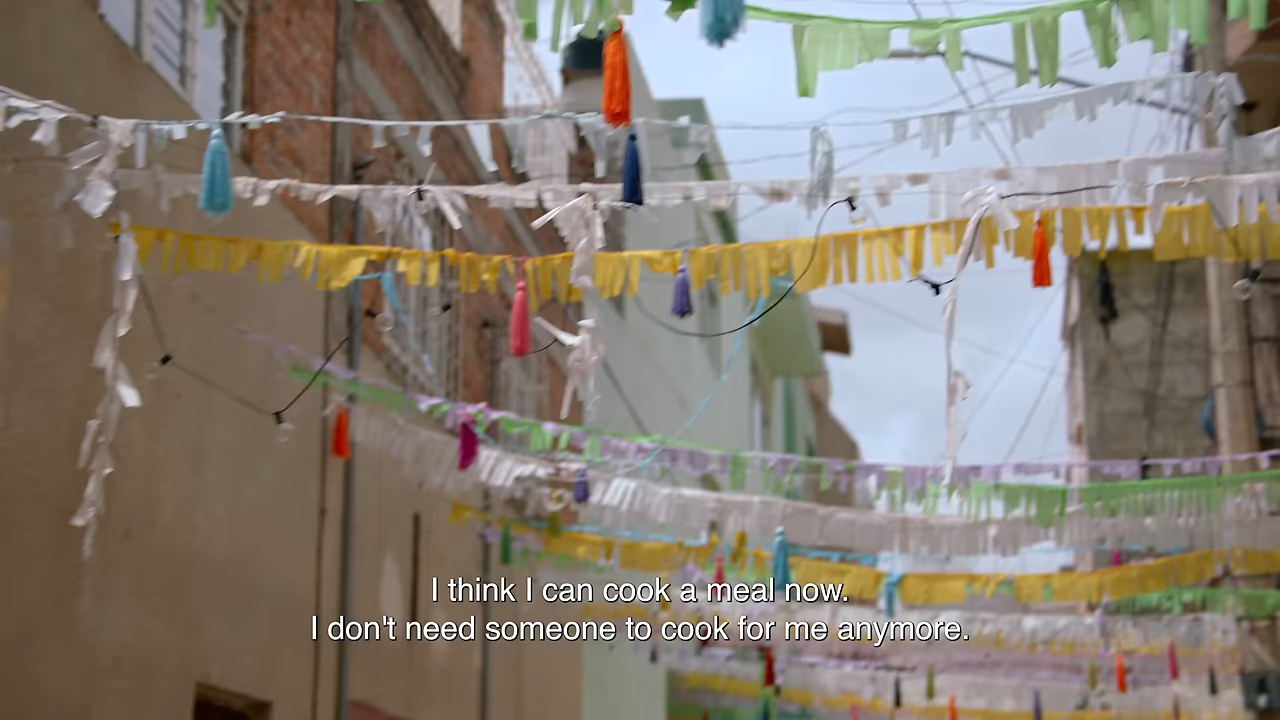 I think I can cook a meal now.
I don't need someone to cook for me anymore.